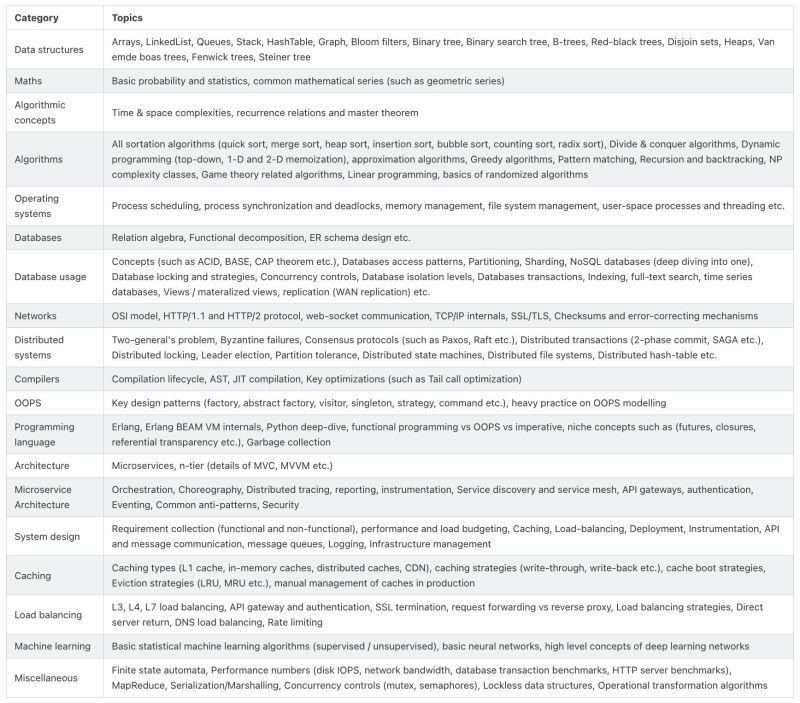 Category Topics
Data structures
Arrays, LinkedList, Queues, Stack, HashTable, Graph, Bloom filters, Binary tree, Binary search tree, B-trees, Red-black trees, Disjoin sets, Heaps, Van
emde boas trees, Fenwick trees, Steiner tree
Maths
Basic probability and statistics, common mathematical series (such as geometric series)
Algorithmic
concepts
Time & space complexities, recurrence relations and master theorem
Algorithms
All sortation algorithms (quick sort, merge sort, heap sort, insertion sort, bubble sort, counting sort, radix sort), Divide & conquer algorithms, Dynamic
programming (top-down, 1-D and 2-D memoization), approximation algorithms, Greedy algorithms, Pattern matching, Recursion and backtracking, NP
complexity classes, Game theory related algorithms, Linear programming, basics of randomized algorithms
Operating
systems
Process scheduling, process synchronization and deadlocks, memory management, file system management, user-space processes and threading etc.
Databases
Relation algebra, Functional decomposition, ER schema design etc.
Database usage
Concepts (such as ACID, BASE, CAP theorem etc.), Databases access patterns, Partitioning, Sharding, NoSQL databases (deep diving into one),
Database locking and strategies, Concurrency controls, Database isolation levels, Databases transactions, Indexing, full-text search, time series
databases, Views / materalized views, replication (WAN replication) etc.
Networks
OSI model, HTTP/1.1 and HTTP/2 protocol, web-socket communication, TCP/IP internals, SSL/TLS, Checksums and error-correcting mechanisms
Distributed
systems
Two-general's problem, Byzantine failures, Consensus protocols (such as Paxos, Raft etc.), Distributed transactions (2-phase commit, SAGA etc.),
Distributed locking, Leader election, Partition tolerance, Distributed state machines, Distributed file systems, Distributed hash-table etc.
Compilers
Compilation lifecycle, AST, JIT compilation, Key optimizations (such as Tail call optimization)
OOPS
Key design patterns (factory, abstract factory, visitor, singleton, strategy, command etc.), heavy practice on OOPS modelling
Programming
language
Erlang, Erlang BEAM VM internals, Python deep-dive, functional programming vs OOPS vs imperative, niche concepts such as (futures, closures,
referential transparency etc.), Garbage collection
Architecture
Microservices, n-tier (details of MVC, MVVM etc.)
Microservice
Architecture
Orchestration, Choreography, Distributed tracing, reporting, instrumentation, Service discovery and service mesh, API gateways, authentication,
Eventing, Common anti-patterns, Security
System design
Requirement collection (functional and non-functional), performance and load budgeting, Caching, Load-balancing, Deployment, Instrumentation, API
and message communication, message queues, Logging, Infrastructure management
Caching
Caching types (L1 cache, in-memory caches, distributed caches, CDN), caching strategies (write-through, write-back etc.), cache boot strategies,
Eviction strategies (LRU, MRU etc.), manual management of caches in production
Load balancing
L3, L4, L7 load balancing, API gateway and authentication, SSL termination, request forwarding vs reverse proxy, Load balancing strategies, Direct
server return, DNS load balancing, Rate limiting
Machine learning
Basic statistical machine learning algorithms (supervised / unsupervised), basic neural networks, high level concepts of deep learning networks
Miscellaneous
Finite state automata, Performance numbers (disk IOPS, network bandwidth, database transaction benchmarks, HTTP server benchmarks),
MapReduce, Serialization/Marshalling, Concurrency controls (mutex, semaphores), Lockless data structures, Operational transformation algorithms